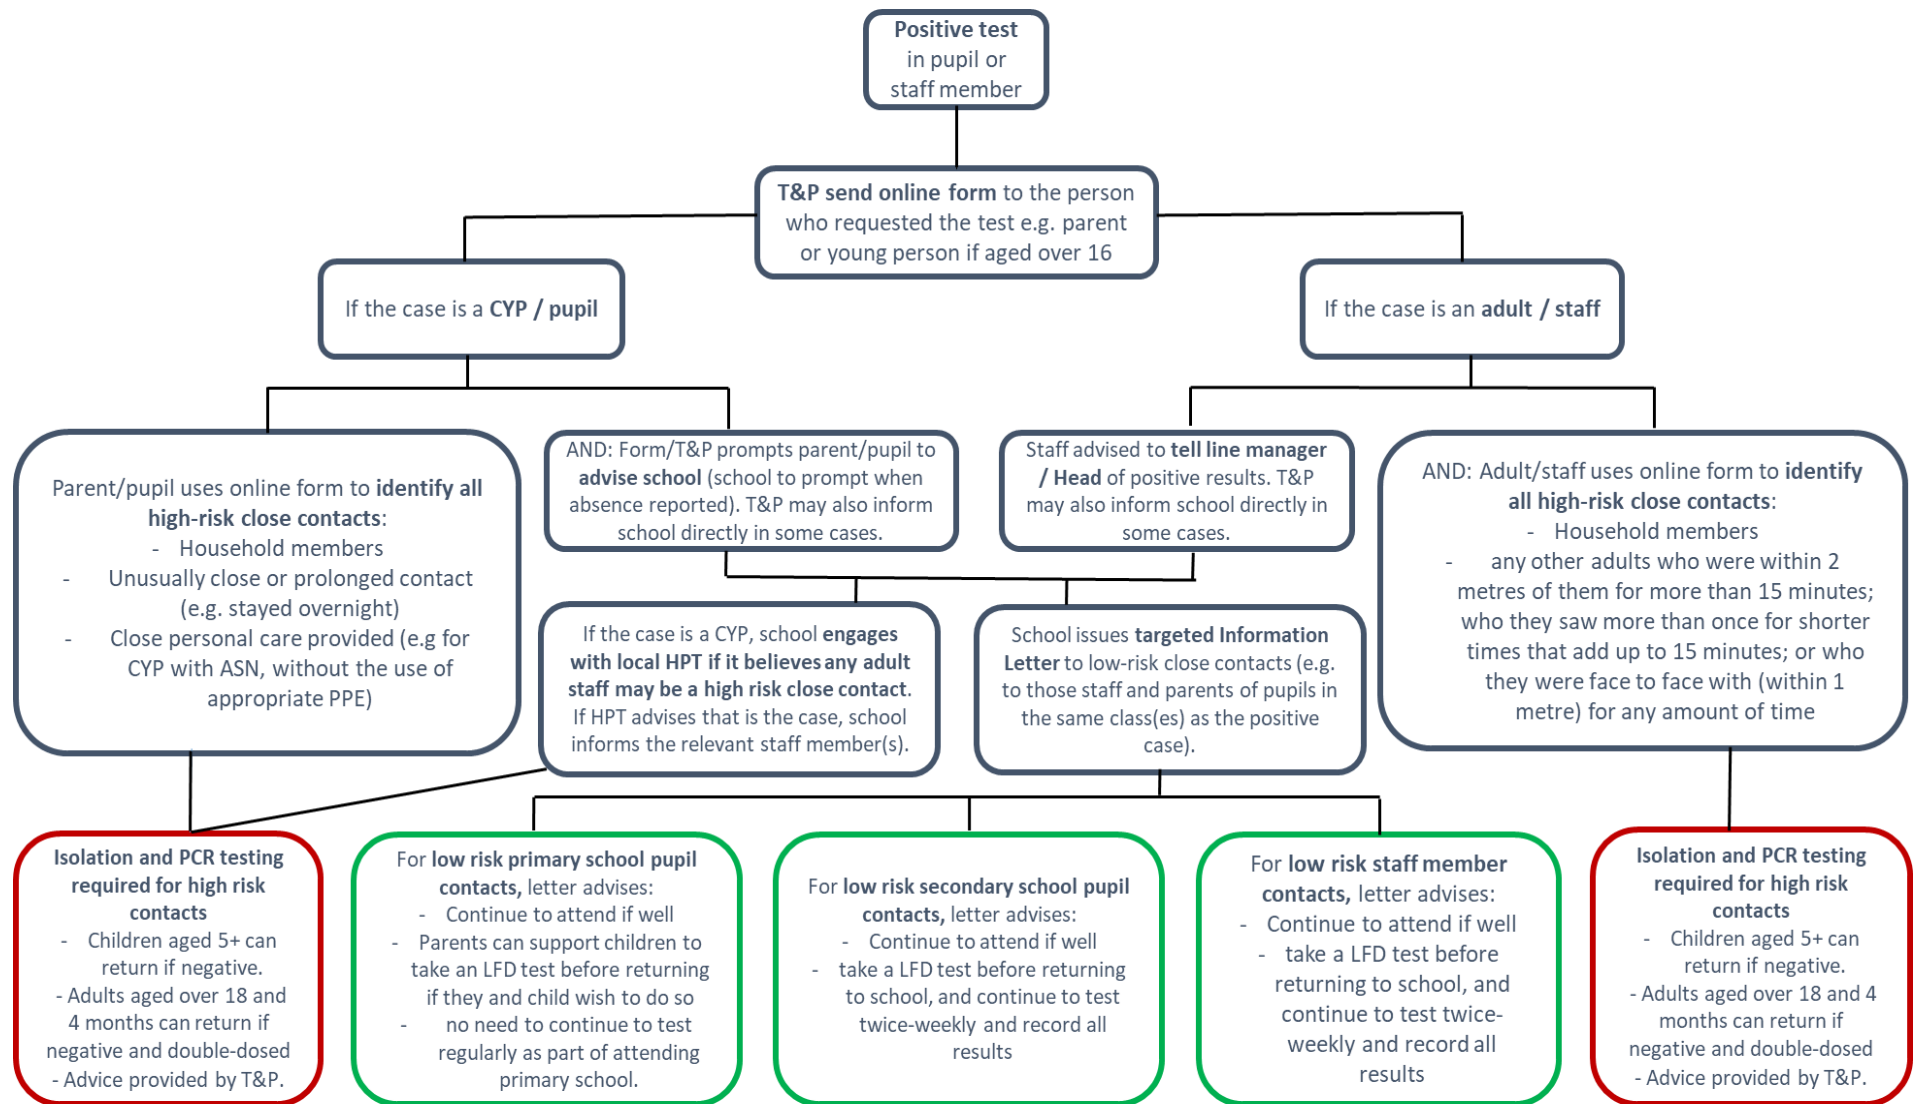 Positive test
in pupil or
staff member
T&P send online form to the person
who requested the test e.g. parent
or young person if aged over 16
If the case is a CYP / pupil
If the case is an adult / staff
Parent/pupil uses online form to identify all
high-risk close contacts:
- Household members
- Unusually close or prolonged contact
(e.g. stayed overnight)
- Close personal care provided (e.g for
CYP with ASN, without the use of
appropriate PPE)
AND: Form/T&P prompts parent/pupil to
advise school (school to prompt when
absence reported). T&P may also inform
school directly in some cases.
Staff advised to tell line manager
/ Head of positive results. T&P
may also inform school directly in
some cases.
AND: Adult/staff uses online form to identify
all high-risk close contacts:
- Household members
- any other adults who were within 2
metres of them for more than 15 minutes;
who they saw more than once for shorter
times that add up to 15 minutes; or who
they were face to face with (within 1
metre) for any amount of time
If the case is a CYP, school engages
with local HPT if it believes any adult
staff may be a high risk close contact.
If HPT advises that is the case, school
informs the relevant staff member(s).
School issues targeted Information
Letter to low-risk close contacts (e.g.
to those staff and parents of pupils in
the same class(es) as the positive
case).
Isolation and PCR testing
required for high risk
contacts
- Children aged 5+ can
return if negative.
- Adults aged over 18 and
4 months can return if
negative and double-dosed
- Advice provided by T&P.
For low risk primary school pupil
contacts, letter advises:
- Continue to attend if well
- Parents can support children to
take an LFD test before returning
if they and child wish to do so
- no need to continue to test
regularly as part of attending
primary school.
For low risk secondary school pupil
contacts, letter advises:
- Continue to attend if well
- take a LFD test before returning
to school, and continue to test
twice-weekly and record all
results
For low risk staff member
contacts, letter advises:
- Continue to attend if well
- take a LFD test before
returning to school, and
continue to test twice-
weekly and record all
results
Isolation and PCR testing
required for high risk
contacts
- Children aged 5+ can
return if negative.
- Adults aged over 18 and 4
months can return if
negative and double-dosed
- Advice provided by T&P.